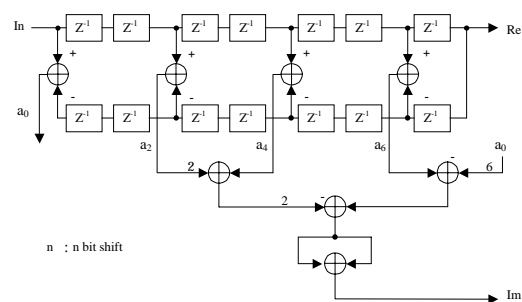 In Z⁻¹ Z⁻¹ Z⁻¹ Z⁻¹ Z⁻¹ Z⁻¹ Z⁻¹ Re
+ + + +
- - - -
a₀ Z⁻¹ Z⁻¹ Z⁻¹ Z⁻¹ Z⁻¹ Z⁻¹ Z⁻¹
a₂ a₄ a₆ a₀
2 - 6
2 -
n : n bit shift
Im